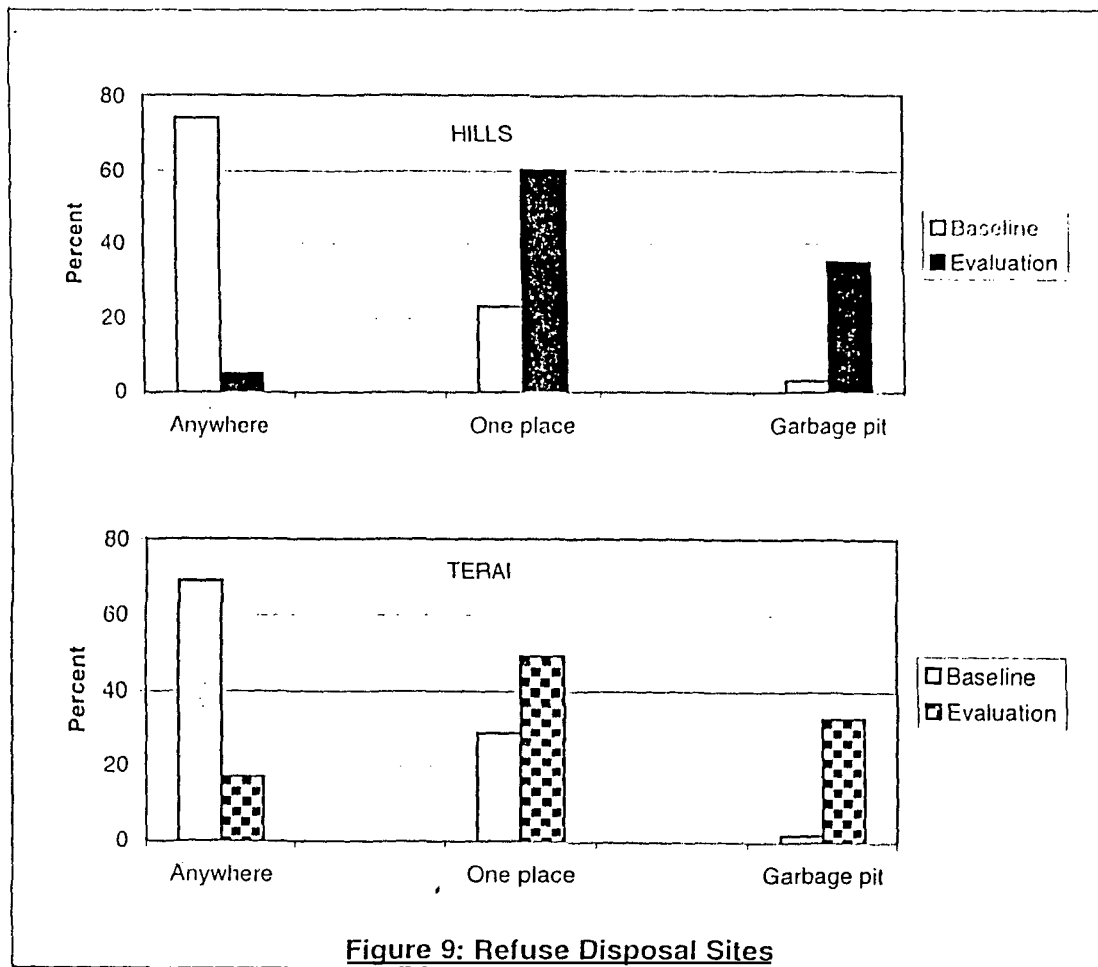 80
60
40
20
0
Percent
HILLS
Anywhere
One place
Garbage pit
Baseline
Evaluation
80
60
40
20
0
Percent
TERAI
Anywhere
One place
Garbage pit
Baseline
Evaluation
Figure 9: Refuse Disposal Sites